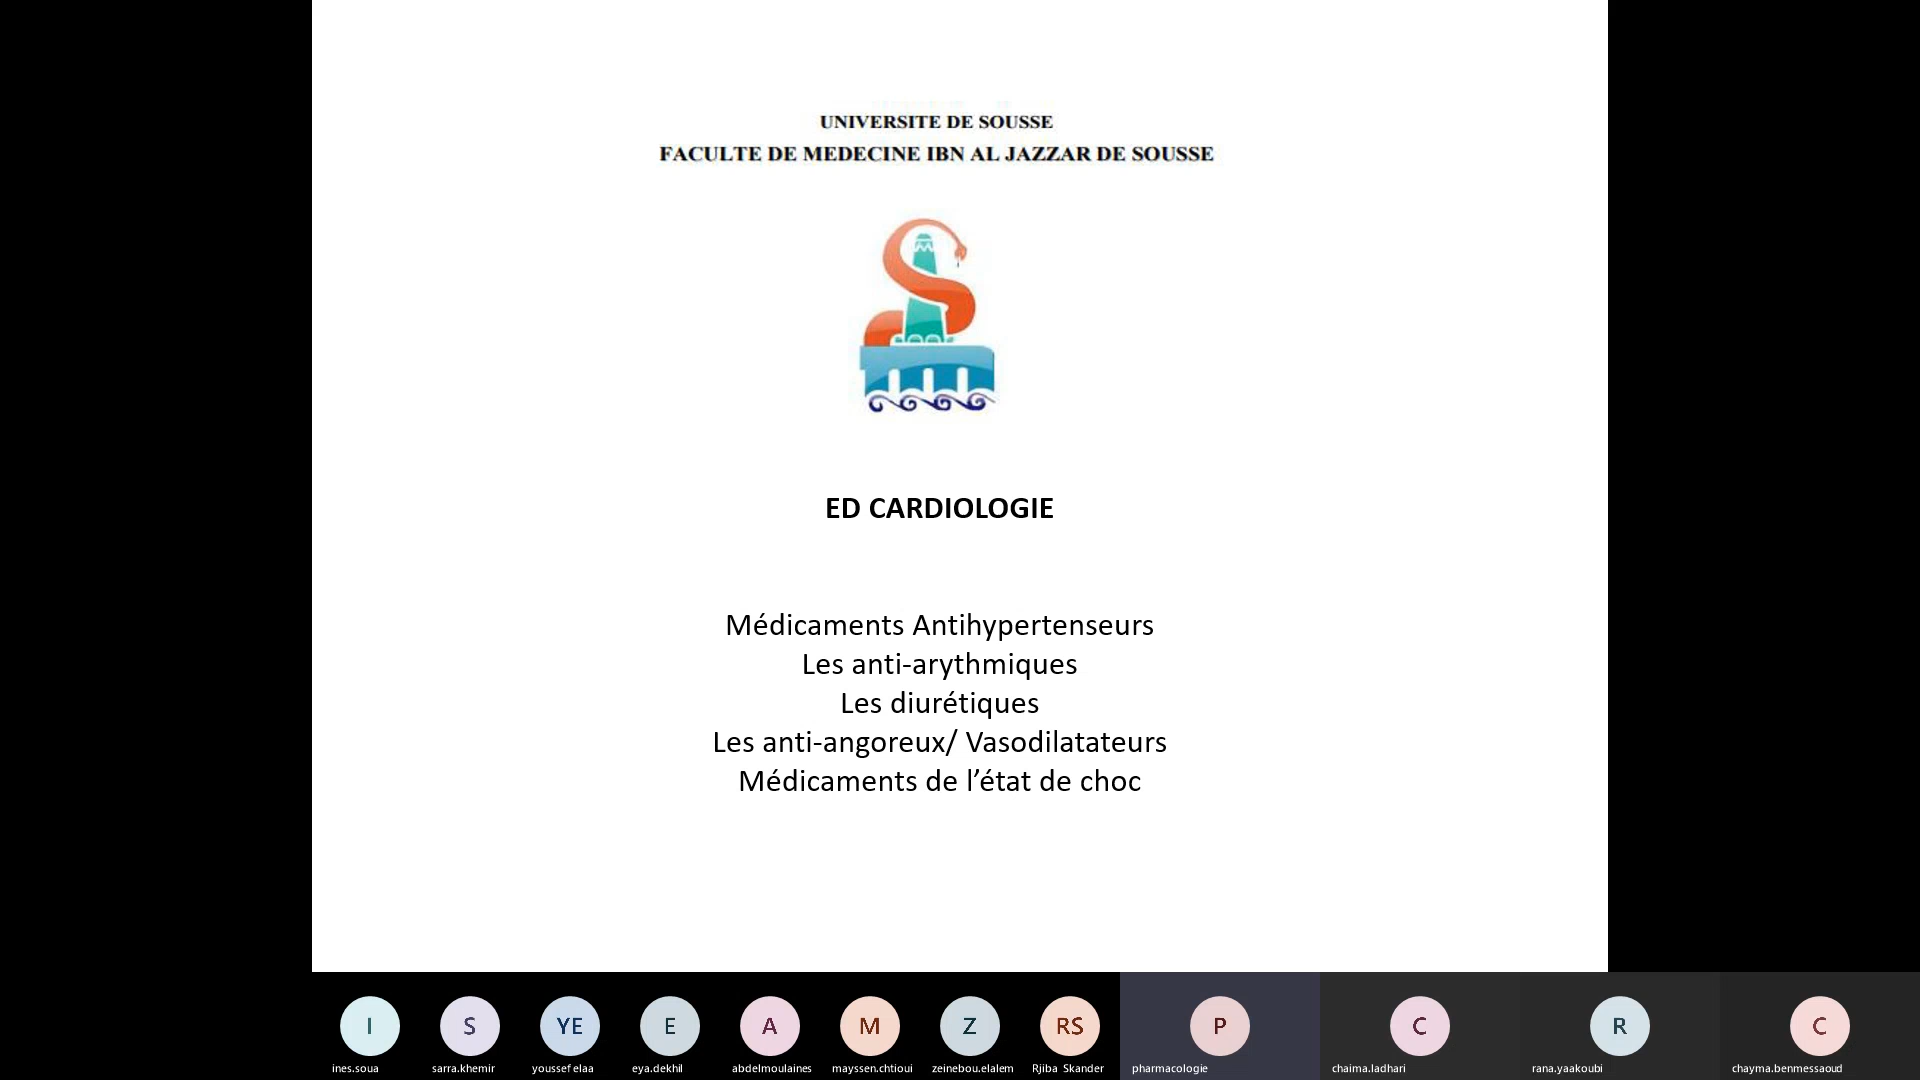 UNIVERSITE DE SOUSSE
FACULTE DE MEDECINE IBN AL JAZZAR DE SOUSSE
ED CARDIOLOGIE
Médicaments Antihypertenseurs
Les anti-arythmiques
Les diurétiques
Les anti-angoreux/ Vasodilatateurs
Médicaments de l’état de choc
I S YE E A M Z RS P C R C
ines.soua sarra.khemir youssef elaa eya.dekhil abdelmoulaines mayssen.chtioui zeinebou.elalem Rjiba Skander pharmacologie chaima.ladhari rana.yaakoubi chayma.benmessaoud